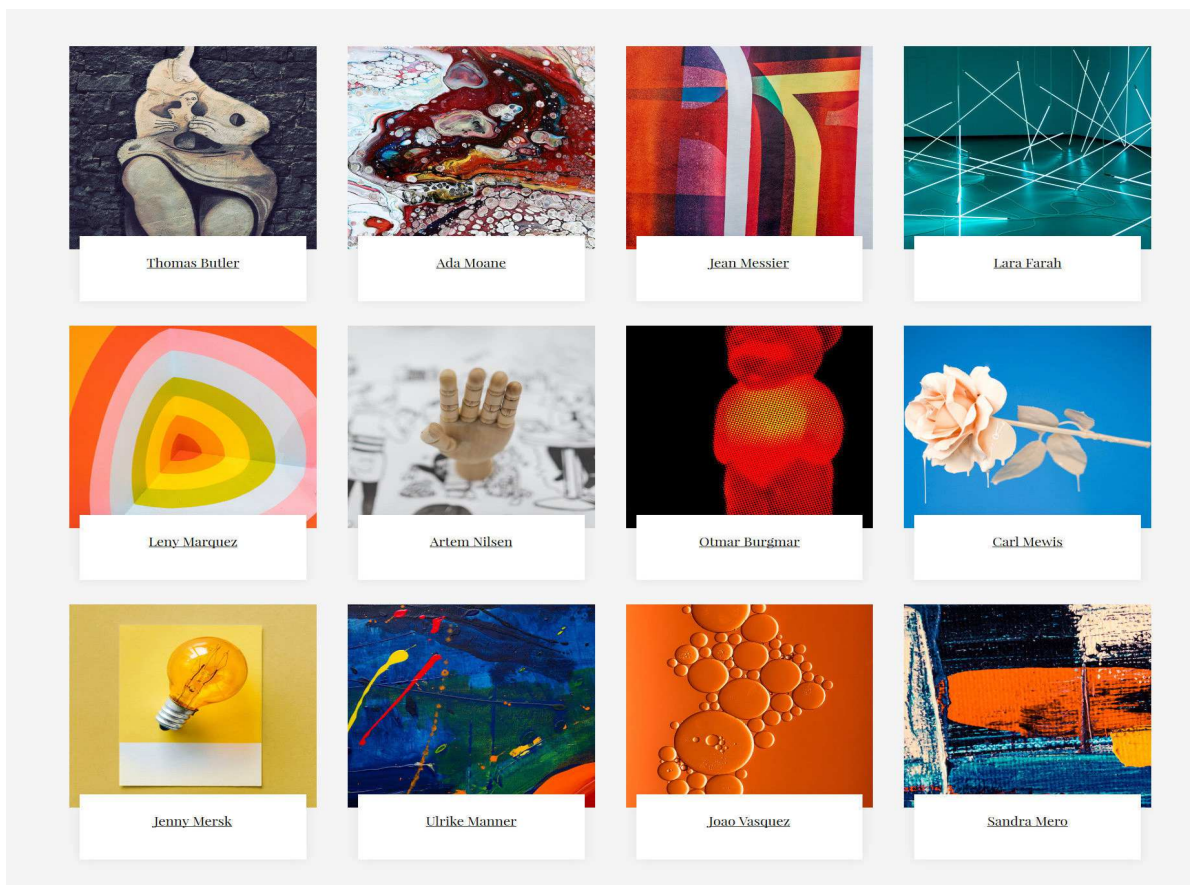 Thomas Butler
Ada Moane
Jean Messier
Lara Farah
Leny Marquez
Artem Nilsen
Otmar Burgmar
Carl Mewis
Jenny Mersk
Ulrike Manner
Joao Vasquez
Sandra Mero